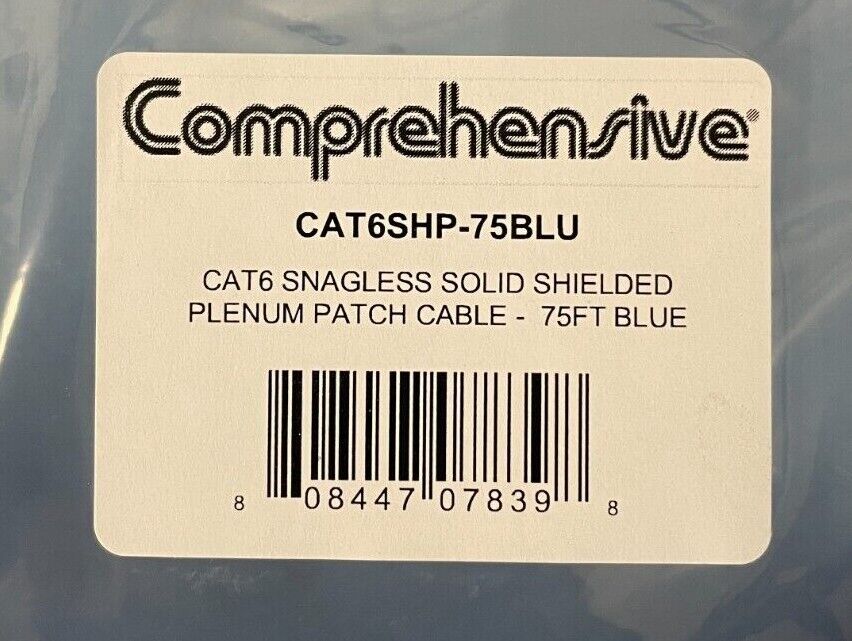 Comprehensive®
CAT6SHP-75BLU
CAT6 SNAGLESS SOLID SHIELDED
PLENUM PATCH CABLE - 75FT BLUE
8 08447 07839 8